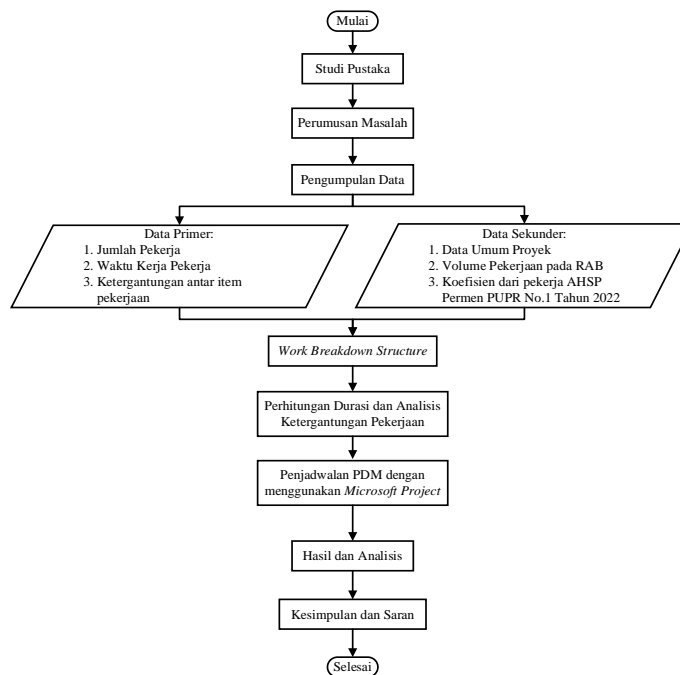 Mulai
Studi Pustaka
Perumusan Masalah
Pengumpulan Data
Data Primer:
1. Jumlah Pekerja
2. Waktu Kerja Pekerja
3. Ketergantungan antar item
pekerjaan
Data Sekunder:
1. Data Umum Proyek
2. Volume Pekerjaan pada RAB
3. Koefisien dari pekerja AHSP
Permen PUPR No.1 Tahun 2022
Work Breakdown Structure
Perhitungan Durasi dan Analisis
Ketergantungan Pekerjaan
Penjadwalan PDM dengan
menggunakan Microsoft Project
Hasil dan Analisis
Kesimpulan dan Saran
Selesai